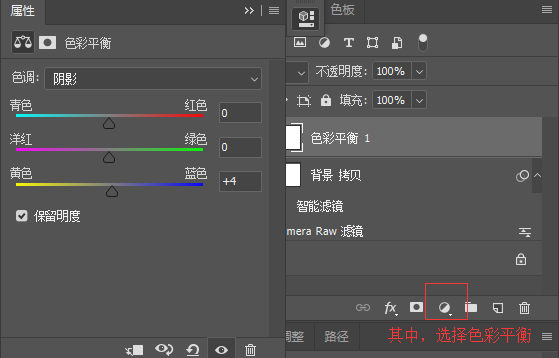 属性
色彩平衡
色调: 阴影
青色 红色 0
洋红 绿色 0
黄色 蓝色 +4
保留明度
色板
T
不透明度: 100%
填充: 100%
色彩平衡 1
背景 拷贝
智能滤镜
mera Raw 滤镜
fx
调整 路径
其中，选择色彩平衡